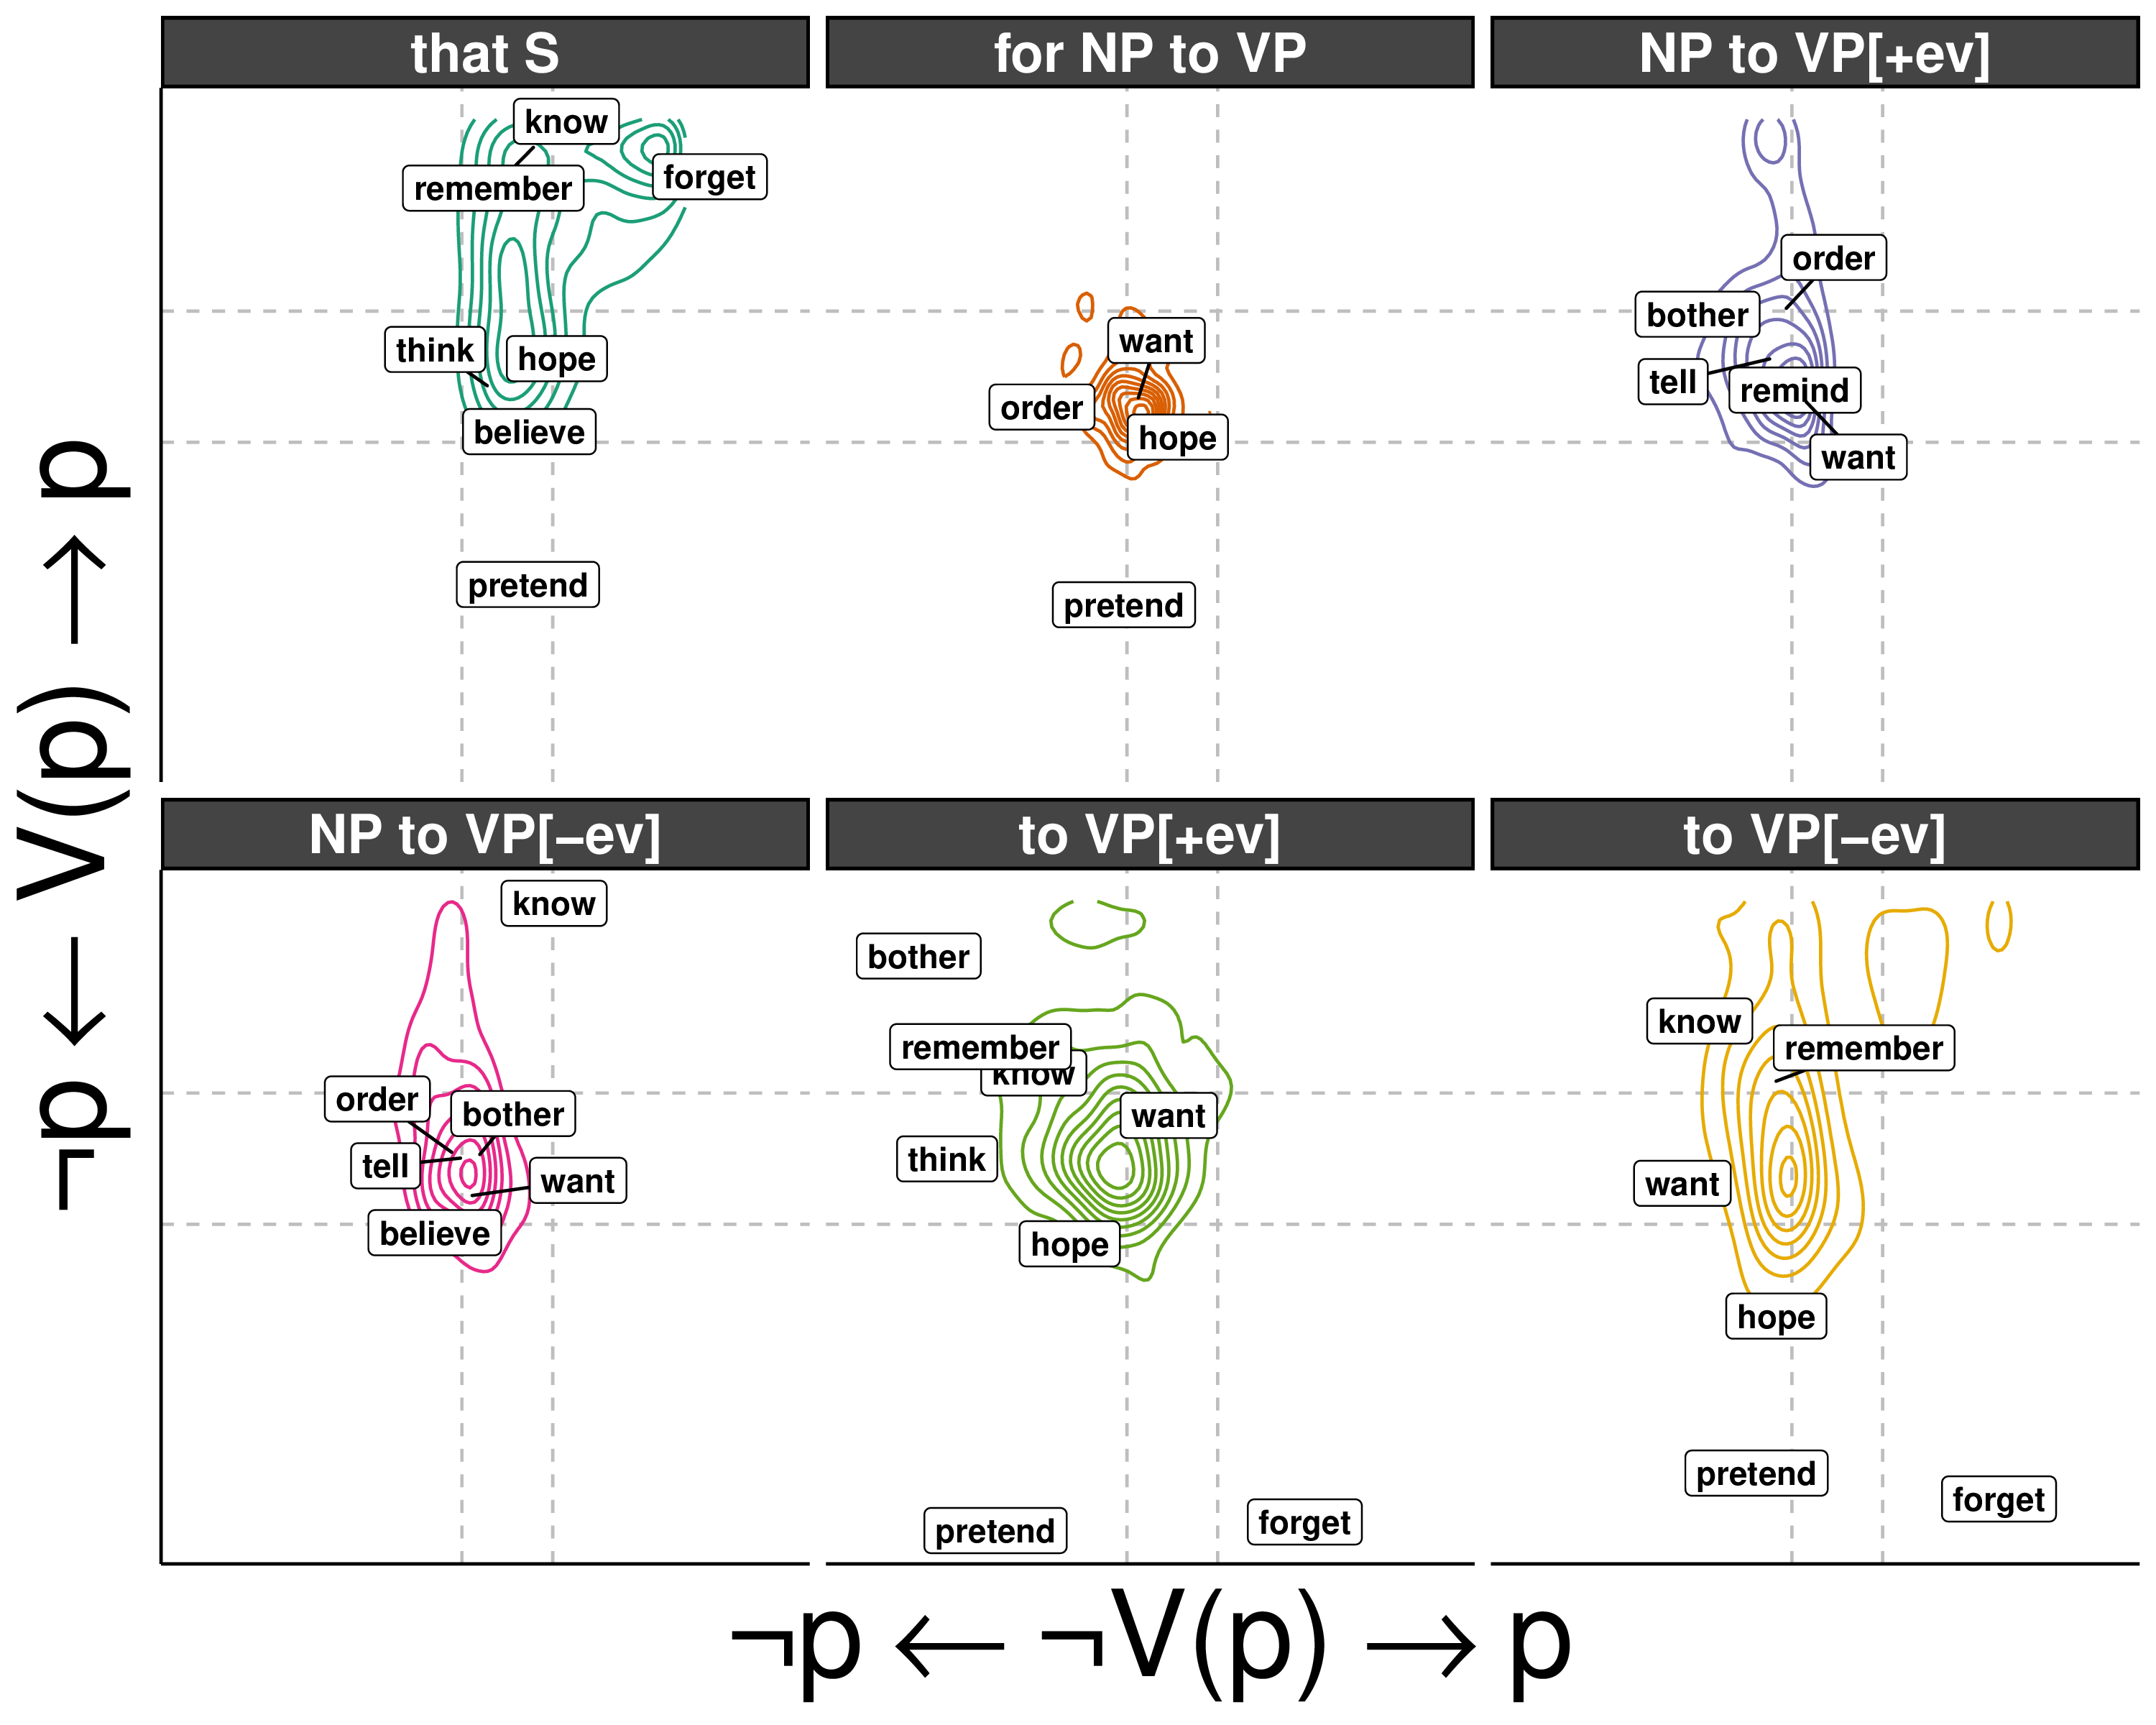 that S
for NP to VP
NP to VP[+ev]
know
remember
forget
think
hope
believe
pretend
want
order
hope
pretend
order
bother
tell
remind
want
NP to VP[−ev]
to VP[+ev]
to VP[−ev]
know
order
bother
tell
want
believe
bother
remember
know
want
think
hope
pretend
forget
know
remember
want
hope
pretend
forget
¬p ← V(p) → p
¬p ← ¬V(p) → p